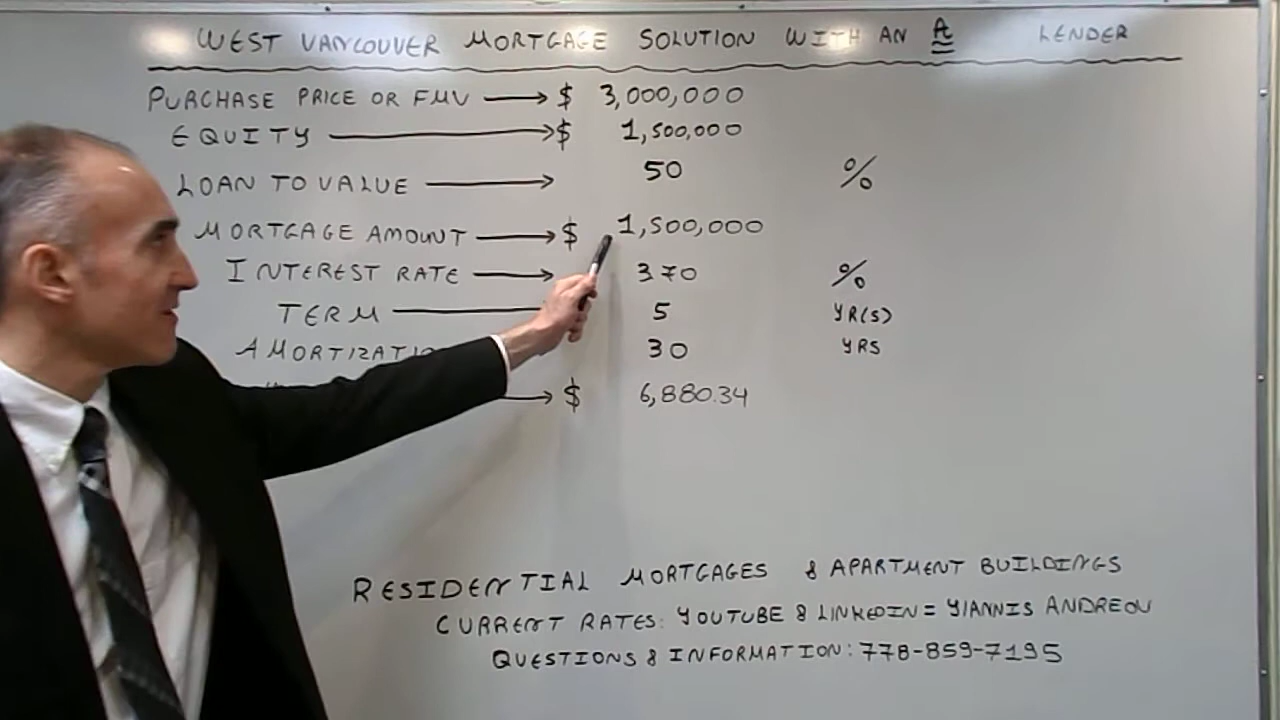 WEST VANCOUVER MORTGAGE SOLUTION WITH AN A LENDER
PURCHASE PRICE OR FMV → $ 3,000,000
EQUITY → $ 1,500,000
LOAN TO VALUE → 50 %
MORTGAGE AMOUNT → $ 1,500,000
INTEREST RATE → 370 %
TERM 5 YR(S)
AMORTIZATIO 30 YRS
→ $ 6,880.34
RESIDENTIAL MORTGAGES & APARTMENT BUILDINGS
CURRENT RATES: YOUTUBE & LINKEDIN = YIANNIS ANDREOU
QUESTIONS & INFORMATION: 778-859-7195